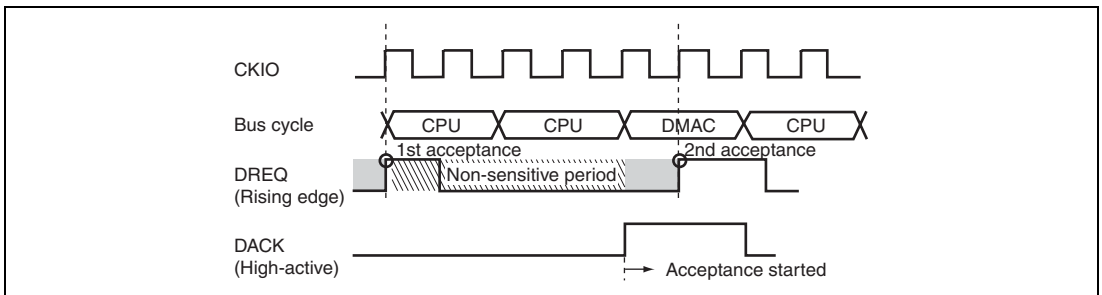 CKIO
Bus cycle
CPU CPU DMAC CPU
1st acceptance 2nd acceptance
DREQ
(Rising edge)
Non-sensitive period
DACK
(High-active)
Acceptance started